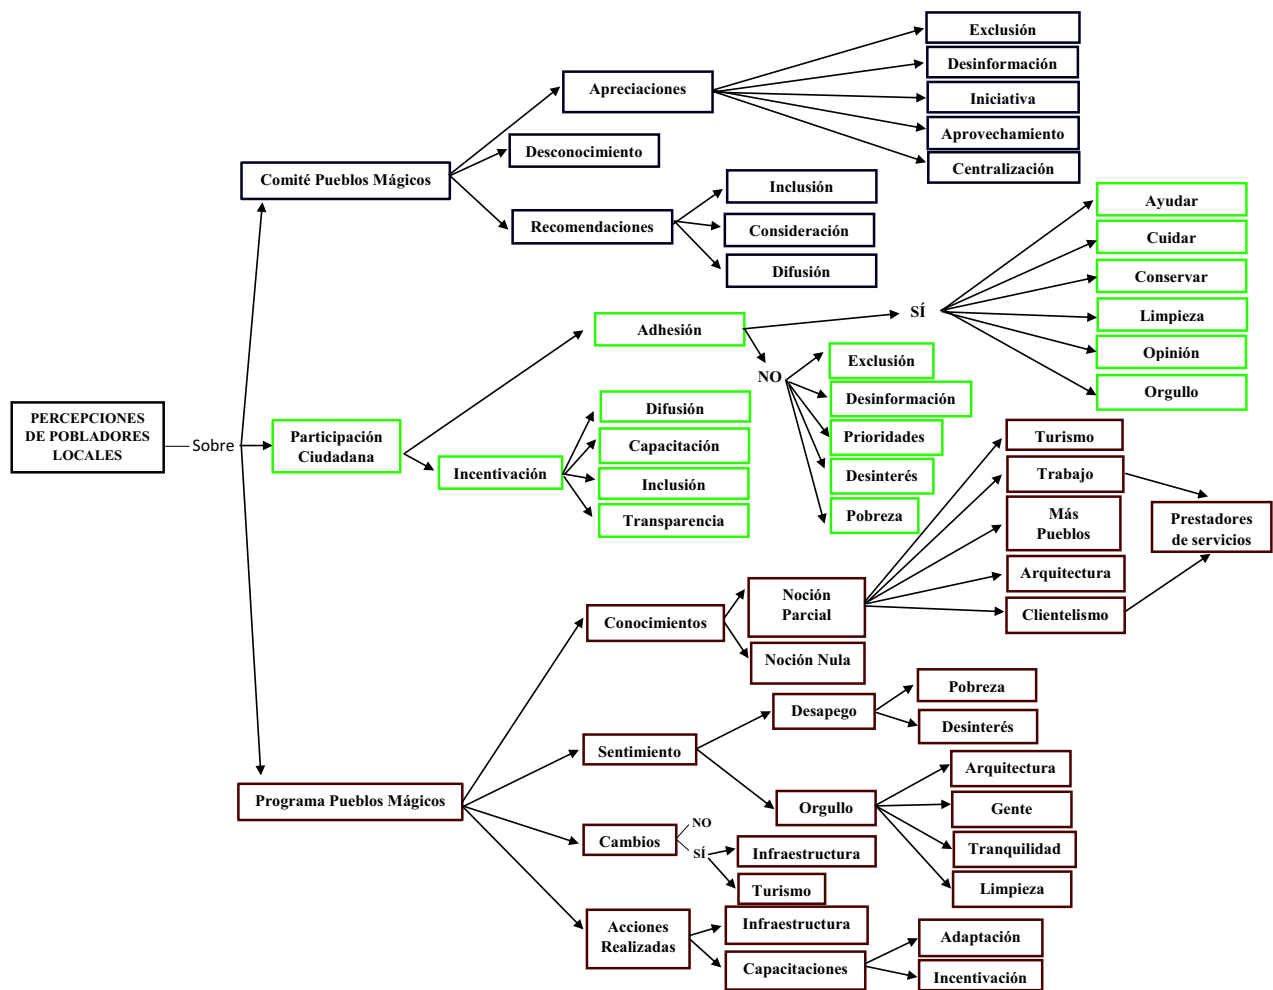 PERCEPCIONES
DE POBLADORES
LOCALES
Sobre
Comité Pueblos Mágicos
Apreciaciones
Exclusión
Desinformación
Iniciativa
Aprovechamiento
Centralización
Desconocimiento
Recomendaciones
Inclusión
Consideración
Difusión
Participación
Ciudadana
Adhesión
SÍ
Ayudar
Cuidar
Conservar
Limpieza
Opinión
Orgullo
NO
Exclusión
Desinformación
Prioridades
Desinterés
Pobreza
Incentivación
Difusión
Capacitación
Inclusión
Transparencia
Programa Pueblos Mágicos
Conocimientos
Noción
Parcial
Turismo
Trabajo
Más
Pueblos
Arquitectura
Clientelismo
Prestadores
de servicios
Noción Nula
Sentimiento
Desapego
Pobreza
Desinterés
Orgullo
Arquitectura
Gente
Tranquilidad
Limpieza
Cambios
NO
SÍ
Infraestructura
Turismo
Acciones
Realizadas
Infraestructura
Capacitaciones
Adaptación
Incentivación